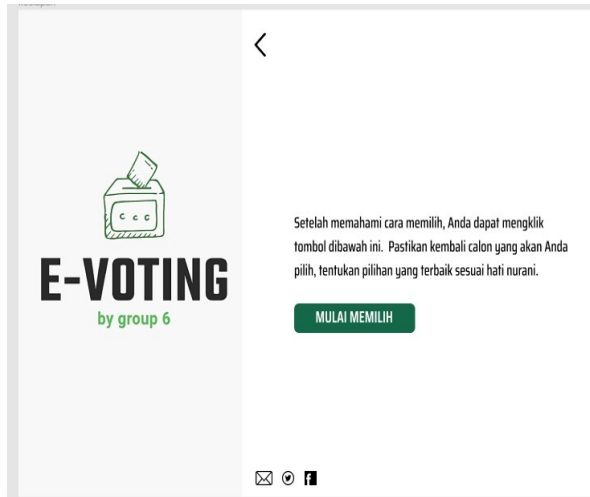 E-VOTING
by group 6
Setelah memahami cara memilih, Anda dapat mengklik
tombol dibawah ini. Pastikan kembali calon yang akan Anda
pilih, tentukan pilihan yang terbaik sesuai hati nurani.
MULAI MEMILIH